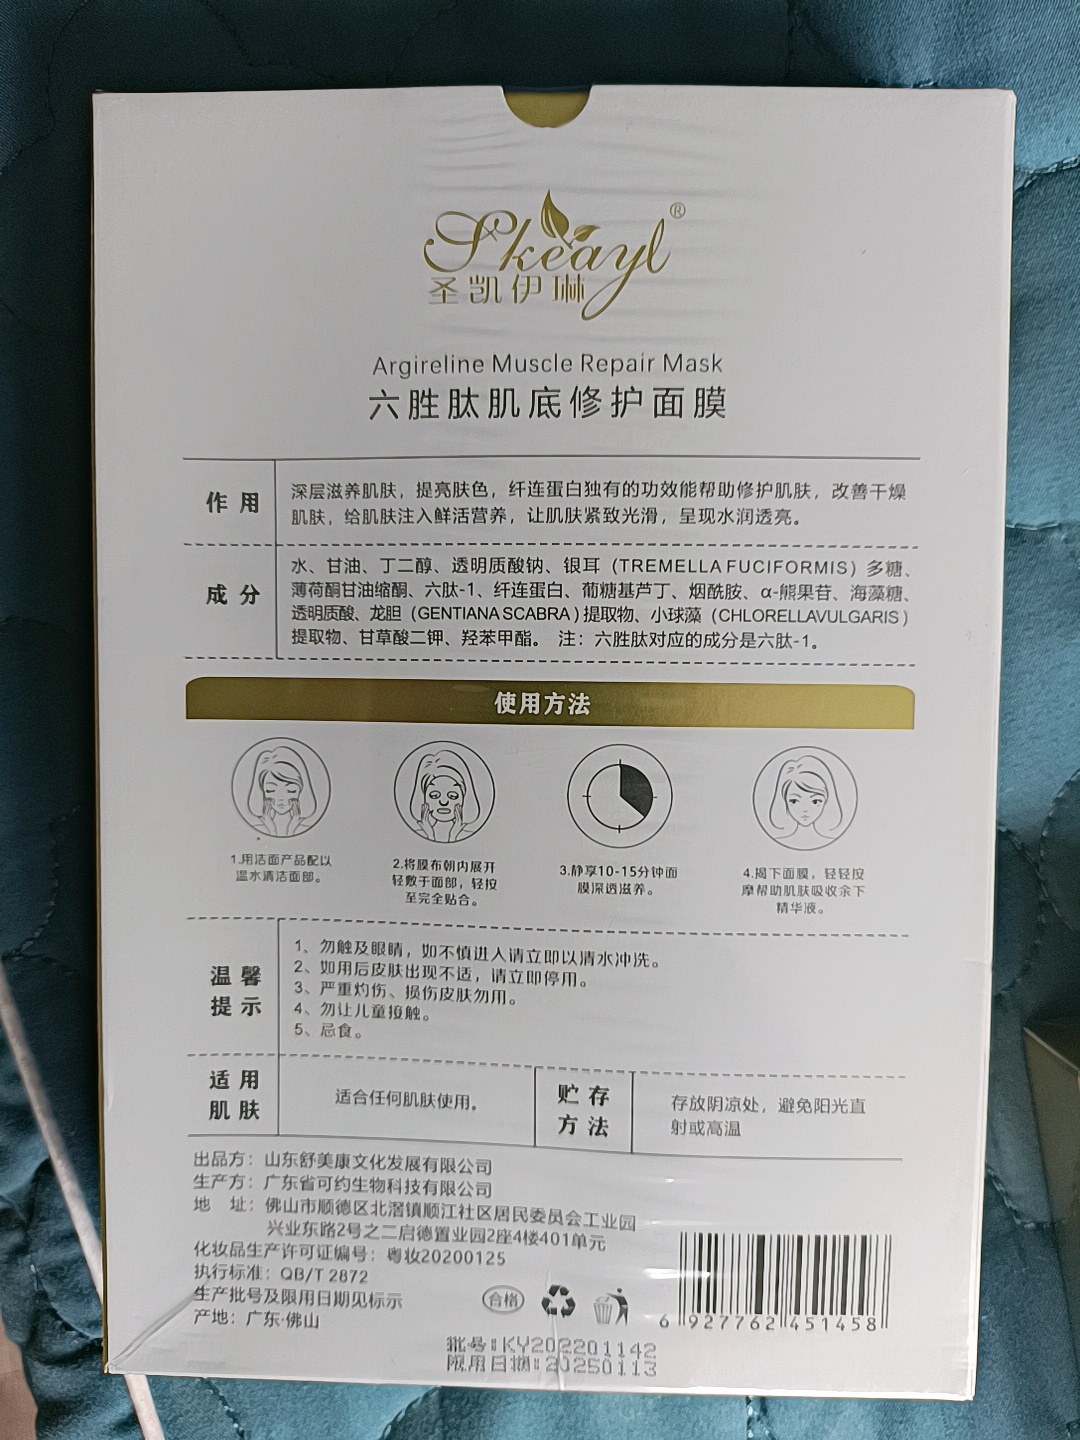 Skeayl®
圣凯伊琳
Argireline Muscle Repair Mask
六胜肽肌底修护面膜
作用
深层滋养肌肤，提亮肤色，纤连蛋白独有的功效能帮助修护肌肤，改善干燥
肌肤，给肌肤注入鲜活营养，让肌肤紧致光滑，呈现水润透亮。
成分
水、甘油、丁二醇、透明质酸钠、银耳（TREMELLA FUCIFORMIS）多糖、
薄荷酮甘油缩酮、六肽-1、纤连蛋白、葡糖基芦丁、烟酰胺、α-熊果苷、海藻糖、
透明质酸、龙胆（GENTIANA SCABRA）提取物、小球藻（CHLORELLAVULGARIS）
提取物、甘草酸二钾、羟苯甲酯。 注：六胜肽对应的成分是六肽-1。
使用方法
1.用洁面产品配以
温水清洁面部。
2.将膜布朝内展开
轻敷于面部，轻按
至完全贴合。
3.静享10-15分钟面
膜深透滋养。
4.揭下面膜，轻轻按
摩帮助肌肤吸收余下
精华液。
温馨
提示
1、勿触及眼睛，如不慎进入请立即以清水冲洗。
2、如用后皮肤出现不适，请立即停用。
3、严重灼伤、损伤皮肤勿用。
4、勿让儿童接触。
5、忌食。
适用
肌肤
适合任何肌肤使用。
贮存
方法
存放阴凉处，避免阳光直
射或高温
出品方：山东舒美康文化发展有限公司
生产方：广东省可约生物科技有限公司
地 址：佛山市顺德区北滘镇顺江社区居民委员会工业园
兴业东路2号之二启德置业园2座4楼401单元
化妆品生产许可证编号：粤妆20200125
执行标准：QB/T 2872
生产批号及限用日期见标示
产地：广东·佛山
合格
6 927762 451458
批号:KY202201142
限用日期:20250113